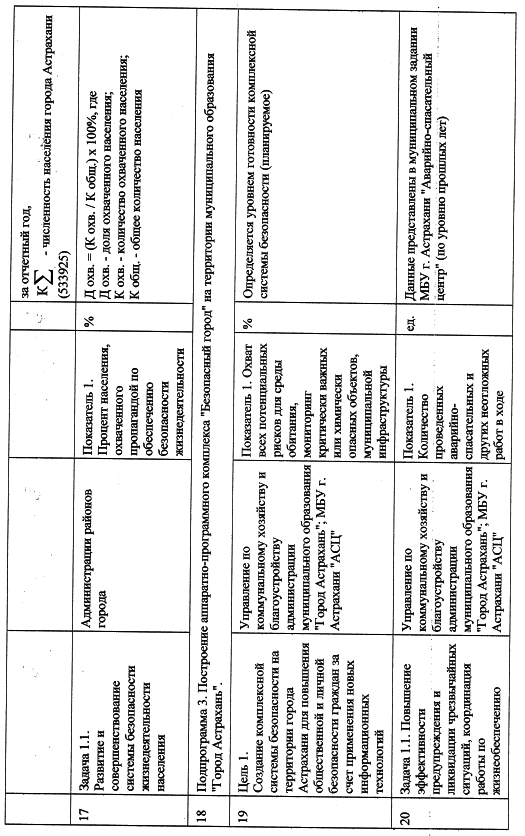 за отчетный год,
К∑ - численность населения города Астрахани
(533925)
17
Задача 1.1.
Развитие и
совершенствование
системы безопасности
жизнедеятельности
населения
Администрации районов
города
Показатель 1.
Процент населения,
охваченного
пропагандой по
обеспечению
безопасности
жизнедеятельности
%
Д охв. = (К охв. / К общ.) х 100%, где
Д охв. - доля охваченного населения;
К охв. - количество охваченного населения;
К общ. - общее количество населения
18
Подпрограмма 3. Построение аппаратно-программного комплекса "Безопасный город" на территории муниципального образования
"Город Астрахань".
19
Цель 1.
Создание комплексной
системы безопасности на
территории города
Астрахани для повышения
общественной и личной
безопасности граждан за
счет применения новых
информационных
технологий
Управление по
коммунальному хозяйству и
благоустройству
администрации
муниципального образования
"Город Астрахань"; МБУ г.
Астрахани "АСЦ"
Показатель 1. Охват
всех потенциальных
рисков для среды
обитания,
мониторинг
критически важных
или химически
опасных объектов,
муниципальной
инфраструктуры
%
Определяется уровнем готовности комплексной
системы безопасности (планируемое)
20
Задача 1.1. Повышение
эффективности
предупреждения и
ликвидации чрезвычайных
ситуаций, координация
работы по
жизнеобеспечению
Управление по
коммунальному хозяйству и
благоустройству
администрации
муниципального образования
"Город Астрахань"; МБУ г.
Астрахани "АСЦ"
Показатель 1.
Количество
проведенных
аварийно-
спасательных и
других неотложных
работ в ходе
ед.
Данные представлены в муниципальном задании
МБУ г. Астрахани "Аварийно-спасательный
центр" (по уровню прошлых лет)